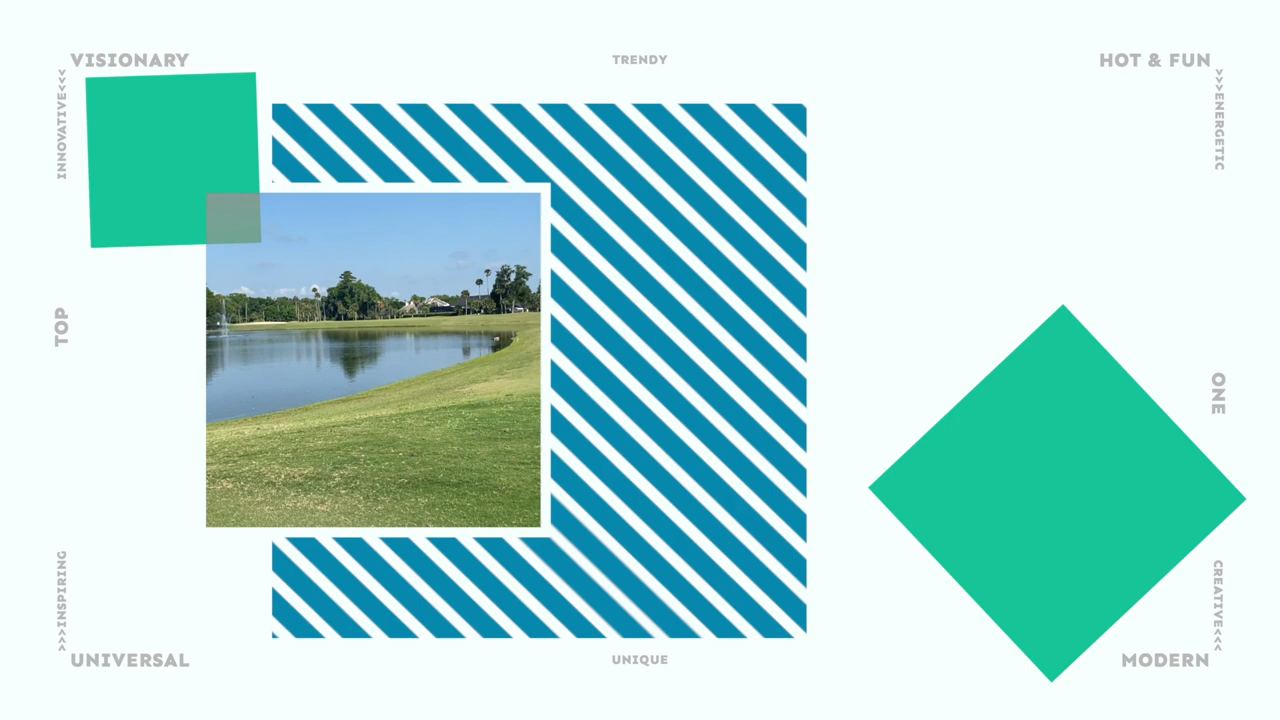 VISIONARY
TRENDY
HOT & FUN
INNOVATIVE<<<
>>>ENERGETIC
TOP
ONE
>>>INSPIRING
CREATIVE<<<
UNIVERSAL
UNIQUE
MODERN